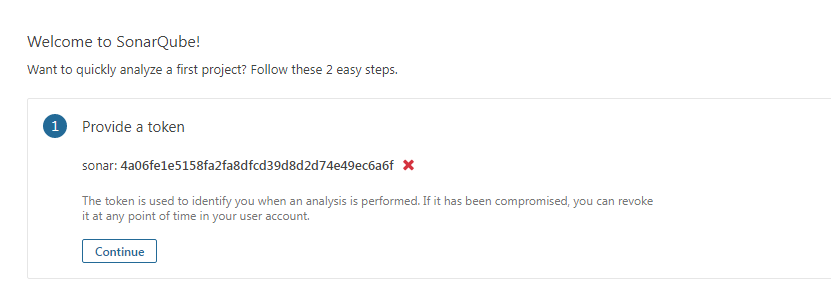 Welcome to SonarQube!
Want to quickly analyze a first project? Follow these 2 easy steps.
1 Provide a token
sonar: 4a06fe1e5158fa2fa8dfcd39d8d2d74e49ec6a6f
The token is used to identify you when an analysis is performed. If it has been compromised, you can revoke
it at any point of time in your user account.
Continue